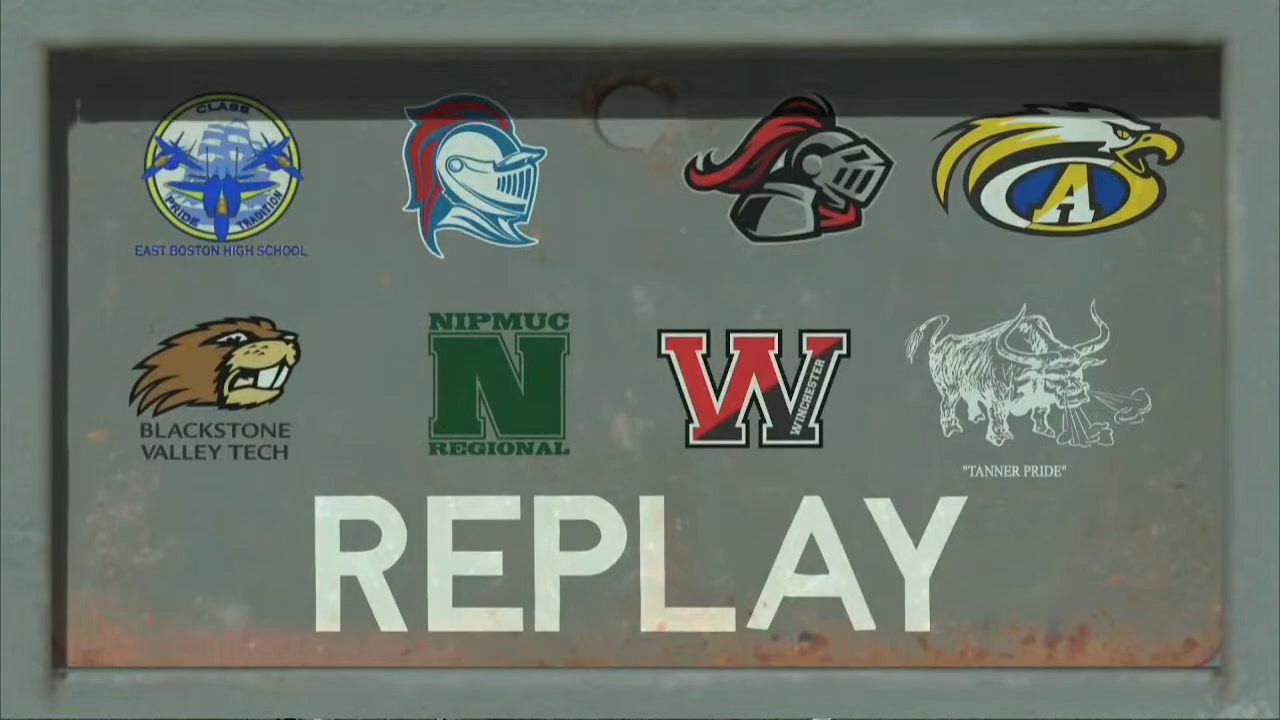 CLASS
PRIDE
TRADITION
EAST BOSTON HIGH SCHOOL
A
BLACKSTONE
VALLEY TECH
NIPMUC
N
REGIONAL
W
WINCHESTER
"TANNER PRIDE"
REPLAY